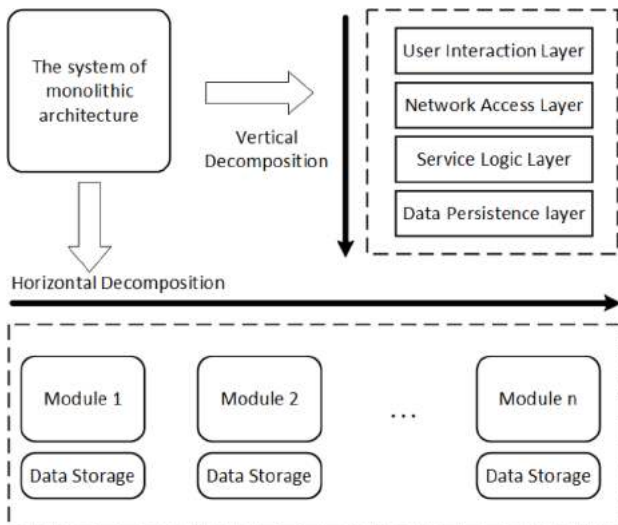 The system of
monolithic
architecture
Vertical
Decomposition
User Interaction Layer
Network Access Layer
Service Logic Layer
Data Persistence layer
Horizontal Decomposition
Module 1
Module 2
...
Module n
Data Storage
Data Storage
Data Storage